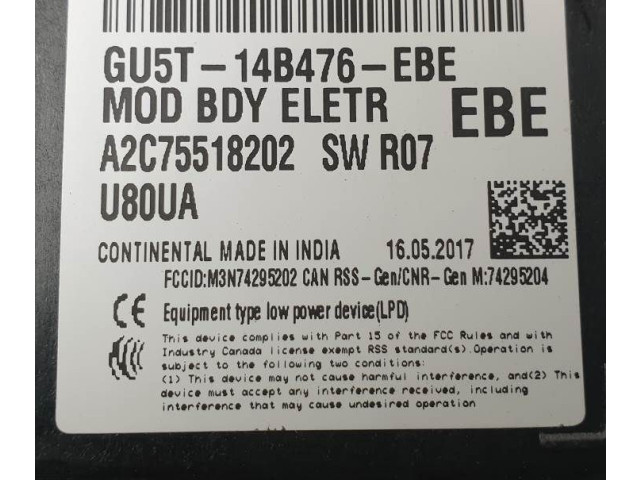 GU5T-14B476-EBE
MOD BDY ELETR EBE
A2C75518202 SW R07
U80UA
CONTINENTAL MADE IN INDIA 16.05.2017
FCCID:M3N74295202 CAN RSS-Gen/CNR-Gen M:74295204
CE Equipment type low power device(LPD)
This device complies with Part 15 of the FCC Rules and with
Industry Canada license exempt RSS standard(s).Operation is
subject to the following two conditions:
(1) This device may not cause harmful interference, and(2) This
device must accept any interference received, including
interference that may cause undesired operation